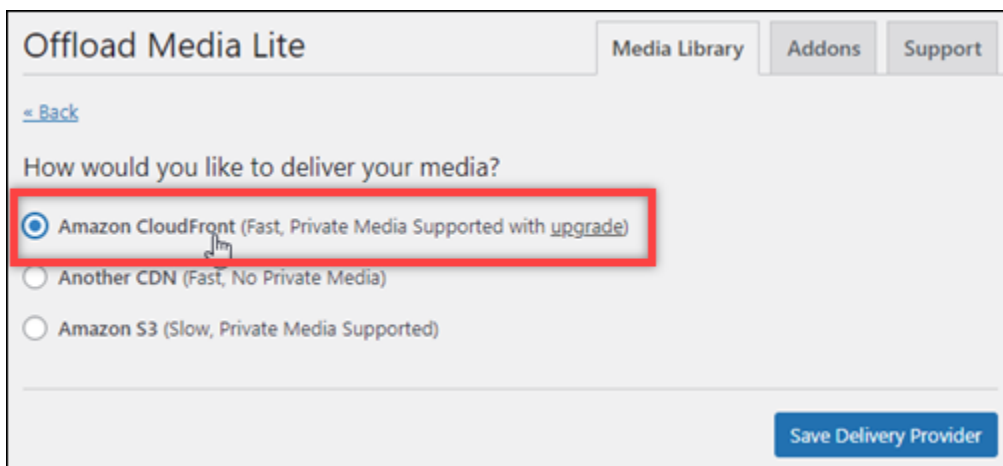 Offload Media Lite
Media Library
Addons
Support
« Back
How would you like to deliver your media?
Amazon CloudFront (Fast, Private Media Supported with upgrade)
Another CDN (Fast, No Private Media)
Amazon S3 (Slow, Private Media Supported)
Save Delivery Provider